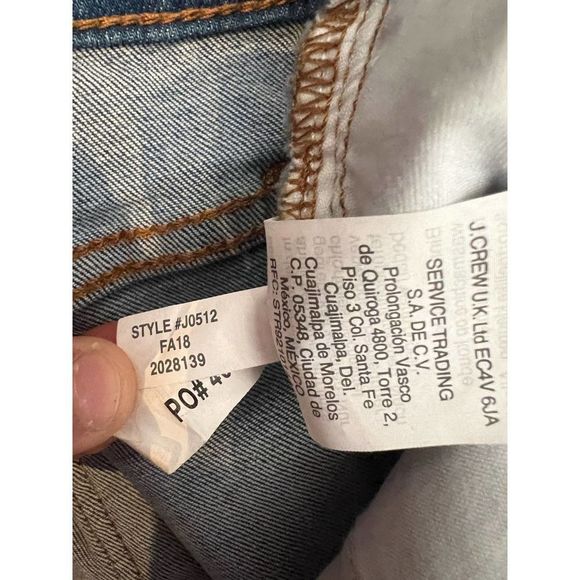 STYLE #J0512
FA18
2028139
PO#
J.CREW U.K. Ltd EC4V 6JA
SERVICE TRADING
S.A. DE C.V.
Prolongación Vasco
de Quiroga 4800, Torre 2,
Piso 3 Col. Santa Fe
Cuajimalpa, Del.
Cuajimalpa de Morelos
C.P. 05348, Ciudad de
México, MEXICO
RFC: